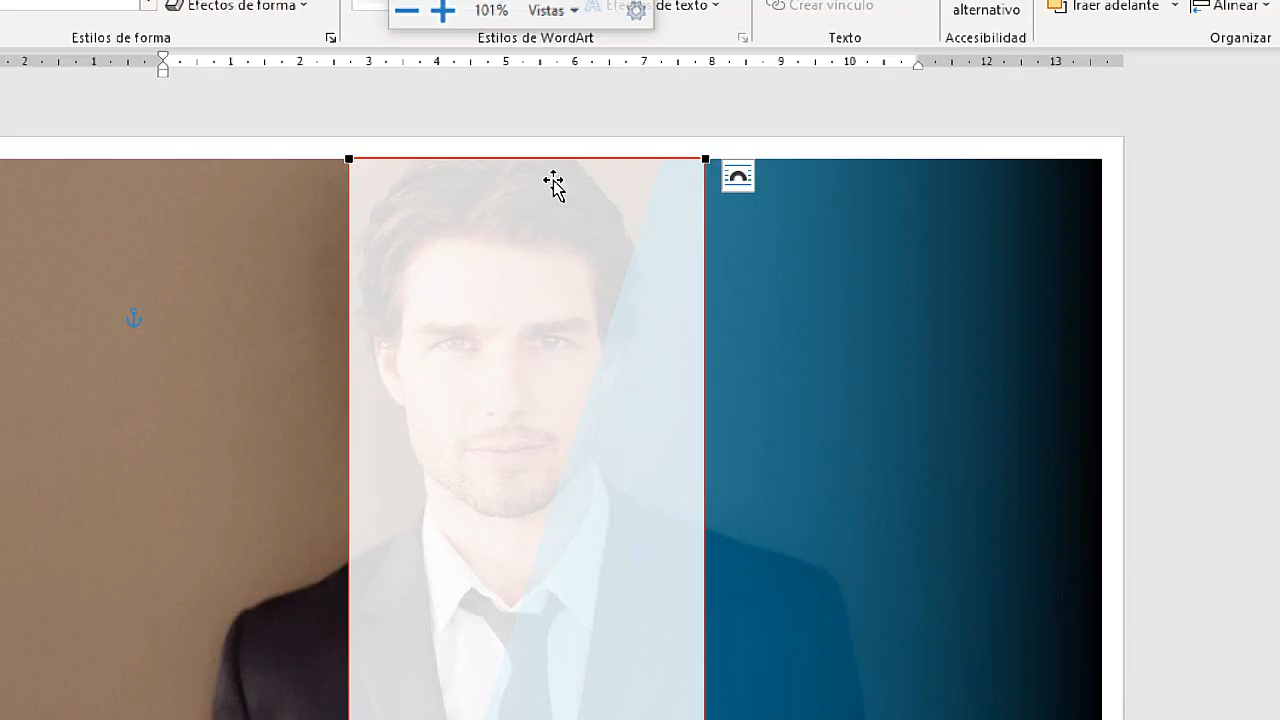 Efectos de forma
101% Vistas
Efectos de texto
Crear vínculo
alternativo
Traer adelante
Alinear
Estilos de forma
Estilos de WordArt
Texto
Accesibilidad
Organizar
2 1 1 2 3 4 5 6 7 8 9 10 12 13